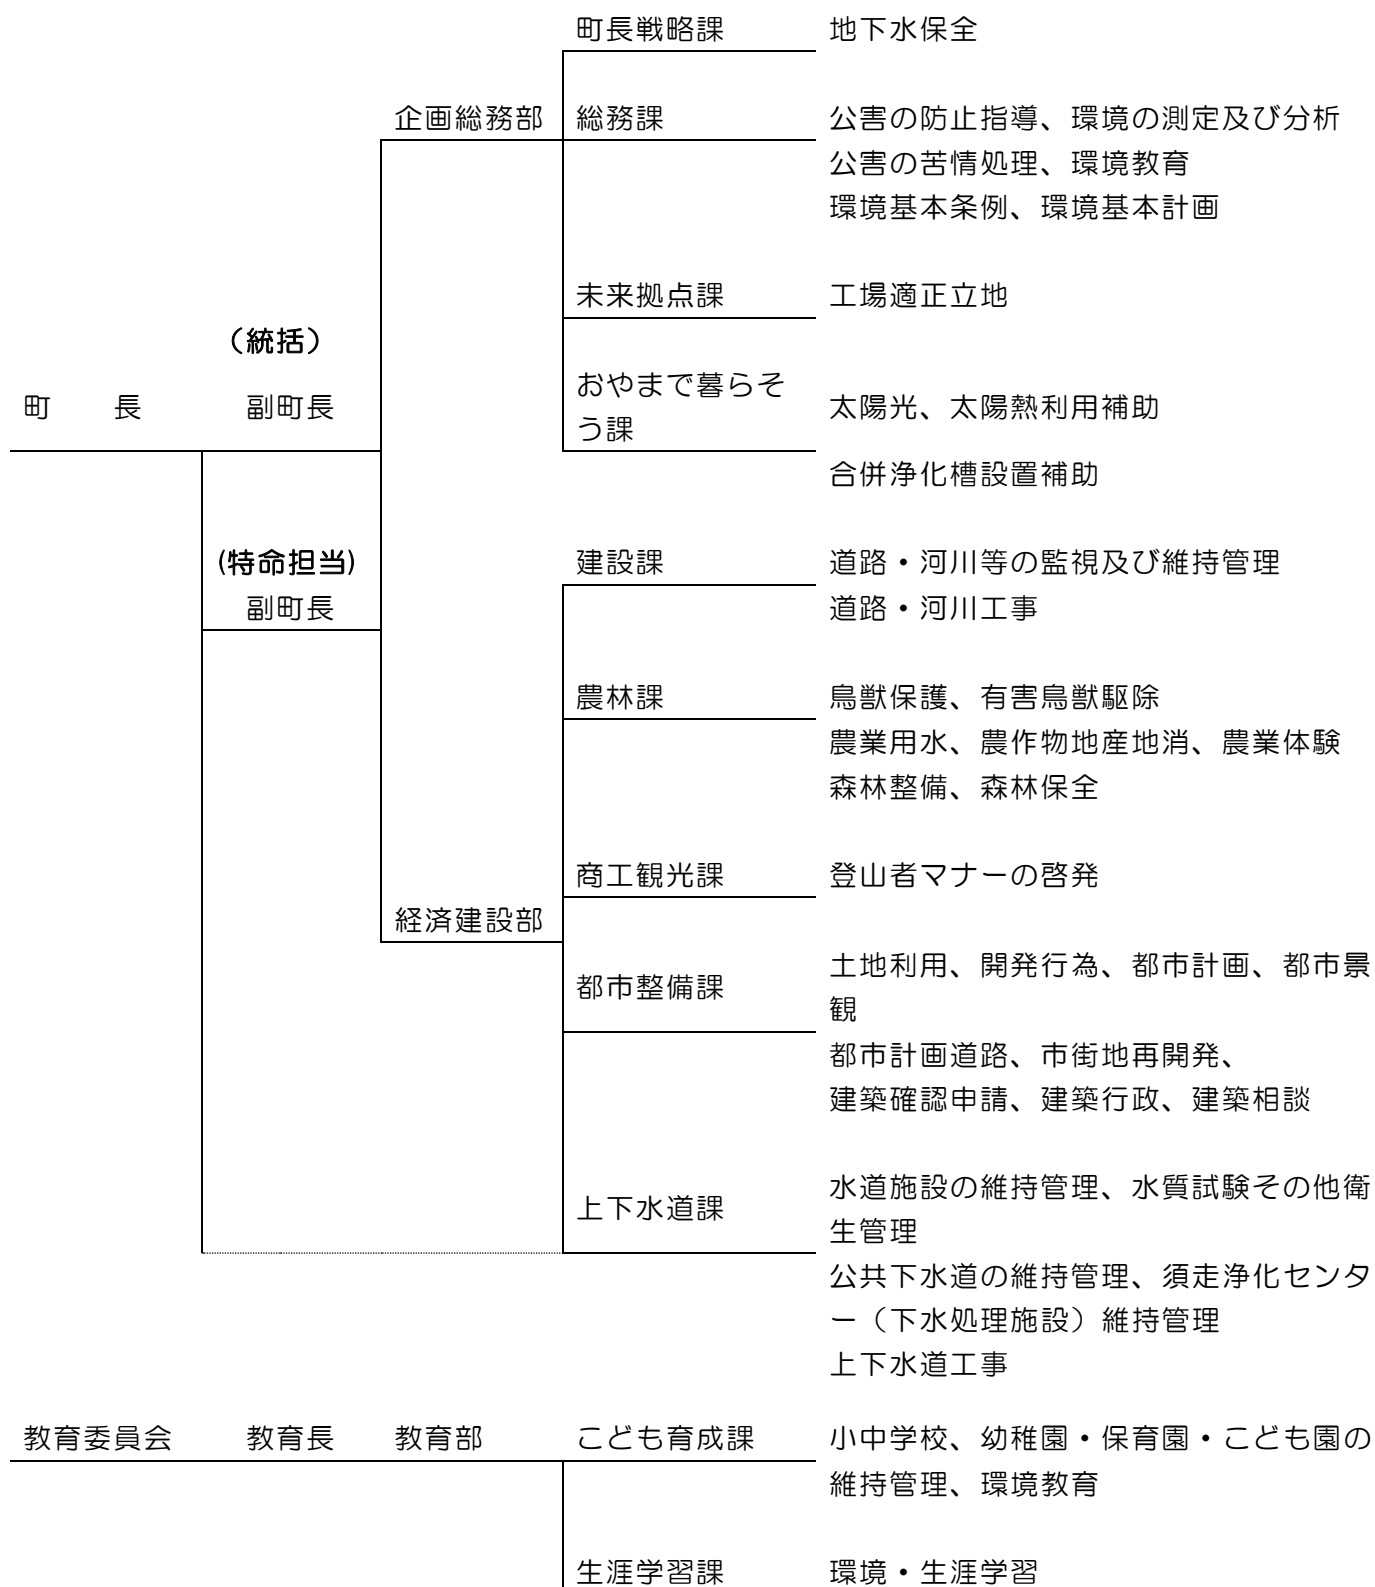 町長戦略課 地下水保全
企画総務部 総務課 公害の防止指導、環境の測定及び分析
公害の苦情処理、環境教育
環境基本条例、環境基本計画
未来拠点課 工場適正立地
（統括）
おやまで暮らそ
う課
町 長 副町長 太陽光、太陽熱利用補助
合併浄化槽設置補助
(特命担当) 建設課 道路・河川等の監視及び維持管理
副町長 道路・河川工事
農林課 鳥獣保護、有害鳥獣駆除
農業用水、農作物地産地消、農業体験
森林整備、森林保全
商工観光課 登山者マナーの啓発
経済建設部
都市整備課
土地利用、開発行為、都市計画、都市景
観
都市計画道路、市街地再開発、
建築確認申請、建築行政、建築相談
上下水道課
水道施設の維持管理、水質試験その他衛
生管理
公共下水道の維持管理、須走浄化センタ
ー（下水処理施設）維持管理
上下水道工事
教育委員会 教育長 教育部 こども育成課 小中学校、幼稚園・保育園・こども園の
維持管理、環境教育
生涯学習課 環境・生涯学習